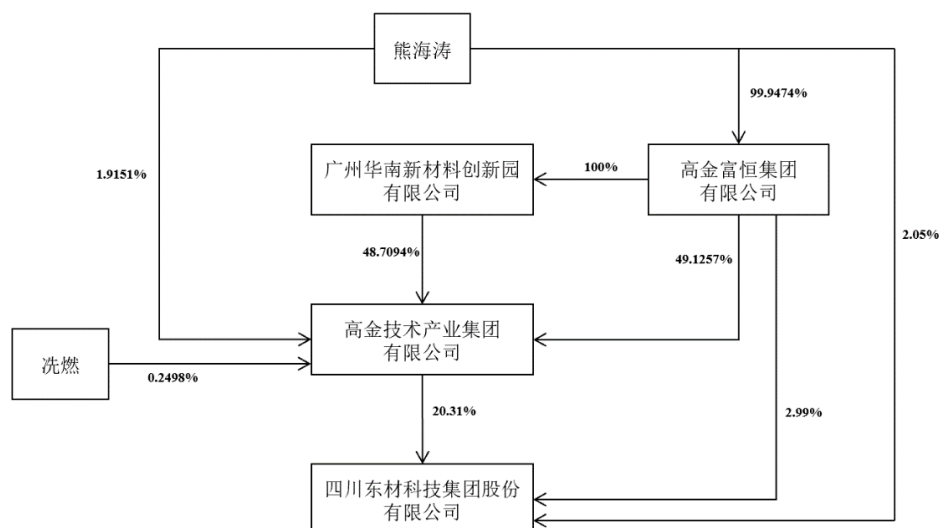 熊海涛
99.9474%
1.9151%
广州华南新材料创新园
有限公司
100%
高金富恒集团
有限公司
2.05%
48.7094%
49.1257%
高金技术产业集团
有限公司
冼燃
0.2498%
20.31%
2.99%
四川东材科技集团股份
有限公司